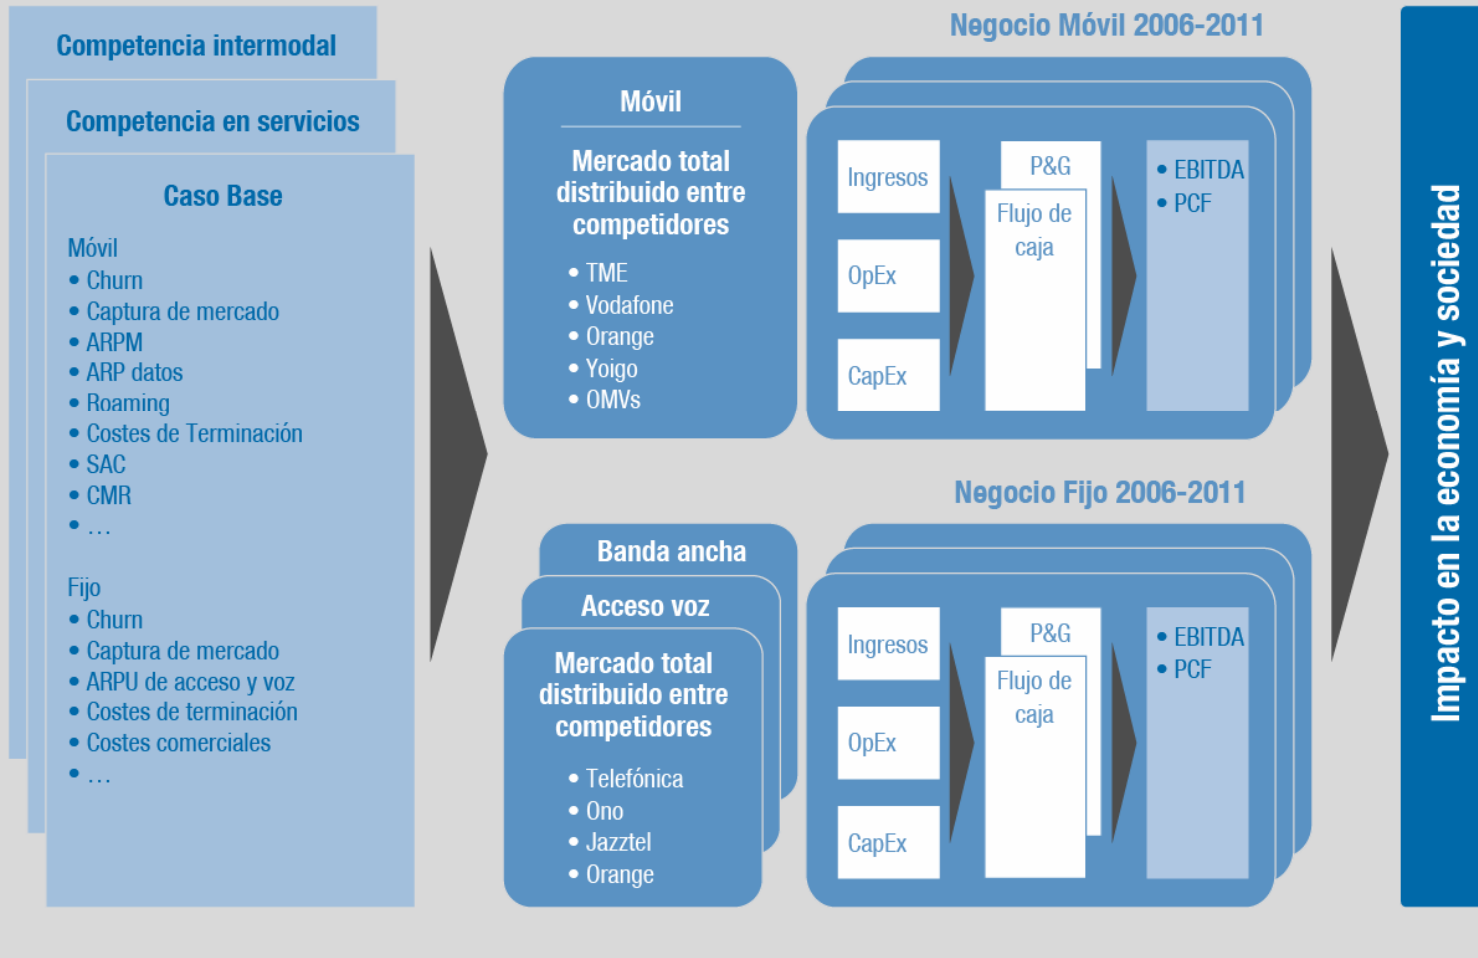 Competencia intermodal
Competencia en servicios
Caso Base
Móvil
• Churn
• Captura de mercado
• ARPM
• ARP datos
• Roaming
• Costes de Terminación
• SAC
• CMR
• ...
Fijo
• Churn
• Captura de mercado
• ARPU de acceso y voz
• Costes de terminación
• Costes comerciales
• ...
Móvil
Mercado total
distribuido entre
competidores
• TME
• Vodafone
• Orange
• Yoigo
• OMVs
Negocio Móvil 2006-2011
Ingresos
OpEx
CapEx
P&G
Flujo de
caja
• EBITDA
• PCF
Banda ancha
Acceso voz
Mercado total
distribuido entre
competidores
• Telefónica
• Ono
• Jazztel
• Orange
Negocio Fijo 2006-2011
Ingresos
OpEx
CapEx
P&G
Flujo de
caja
• EBITDA
• PCF
Impacto en la economía y sociedad